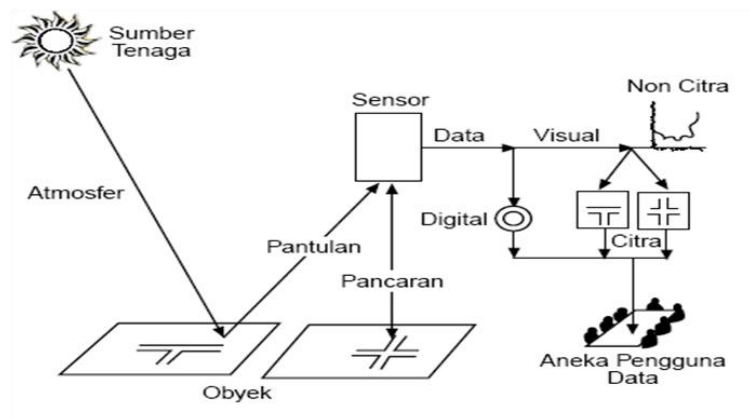 Sumber
Tenaga
Non Citra
Sensor
Data
Visual
Atmosfer
Digital
Citra
Pantulan
Pancaran
Aneka Pengguna
Data
Obyek